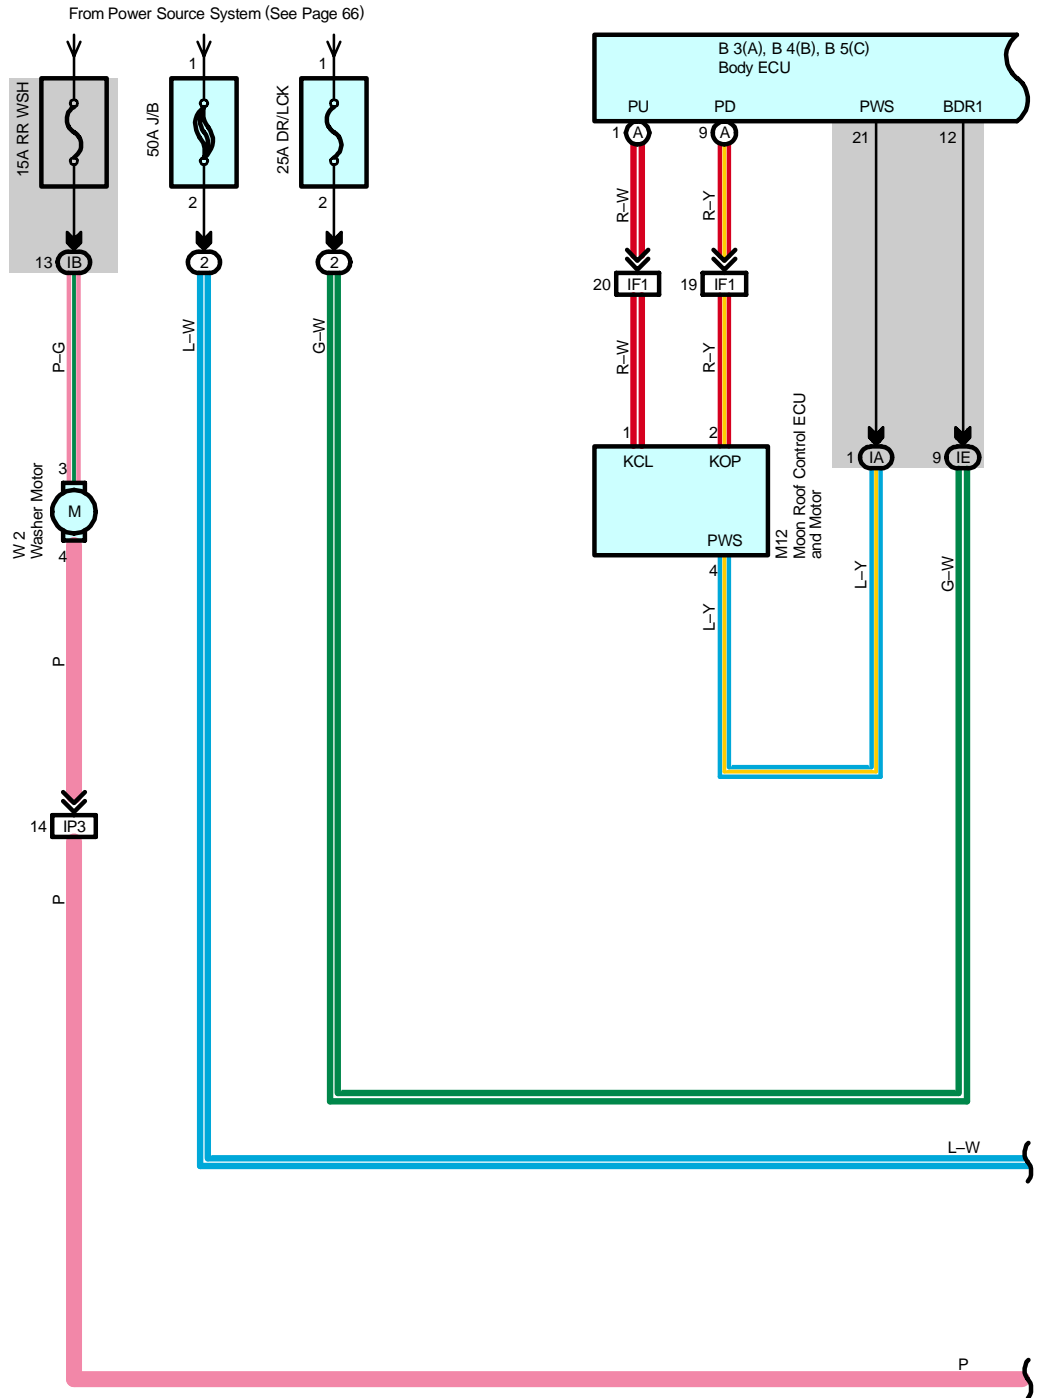 From Power Source System (See Page 66)
15A RR WSH
1
50A J/B
2
1
25A DR/LCK
2
B 3(A), B 4(B), B 5(C)
Body ECU
PU
PD
PWS
BDR1
1
A
9
A
21
12
R–W
R–Y
13
IB
2
2
20
IF1
19
IF1
P–G
L–W
G–W
R–W
R–Y
1
2
KCL
KOP
PWS
4
M12
Moon Roof Control ECU
and Motor
1
IA
9
IE
3
M
4
W 2
Washer Motor
L–Y
L–Y
G–W
P
14
IP3
P
L–W
P